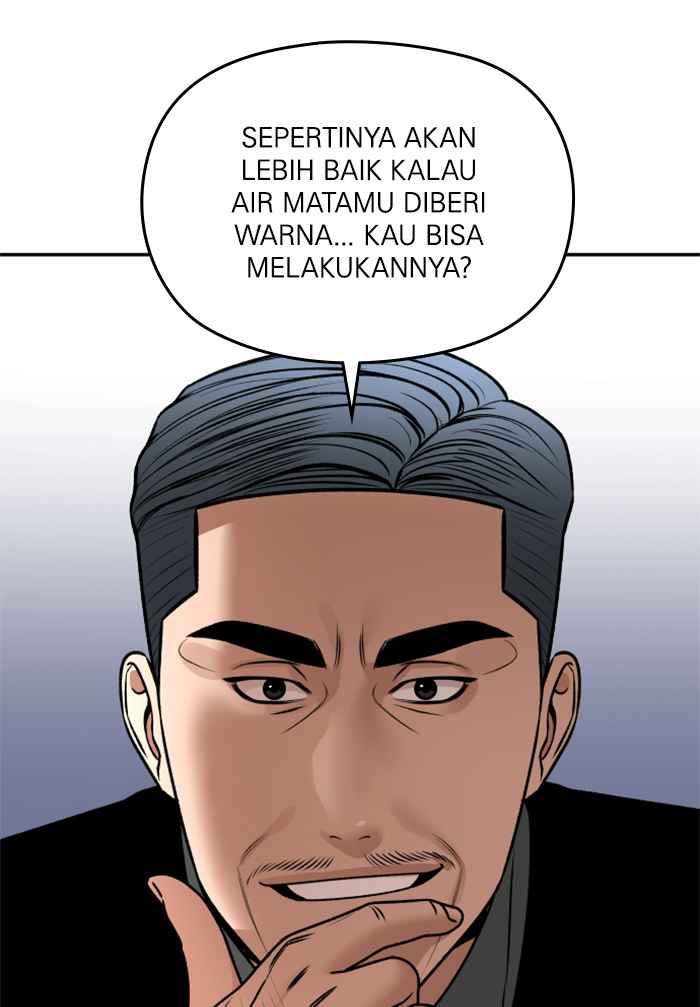 SEPERTINYA AKAN
LEBIH BAIK KALAU
AIR MATAMU DIBERI
WARNA... KAU BISA
MELAKUKANNYA?